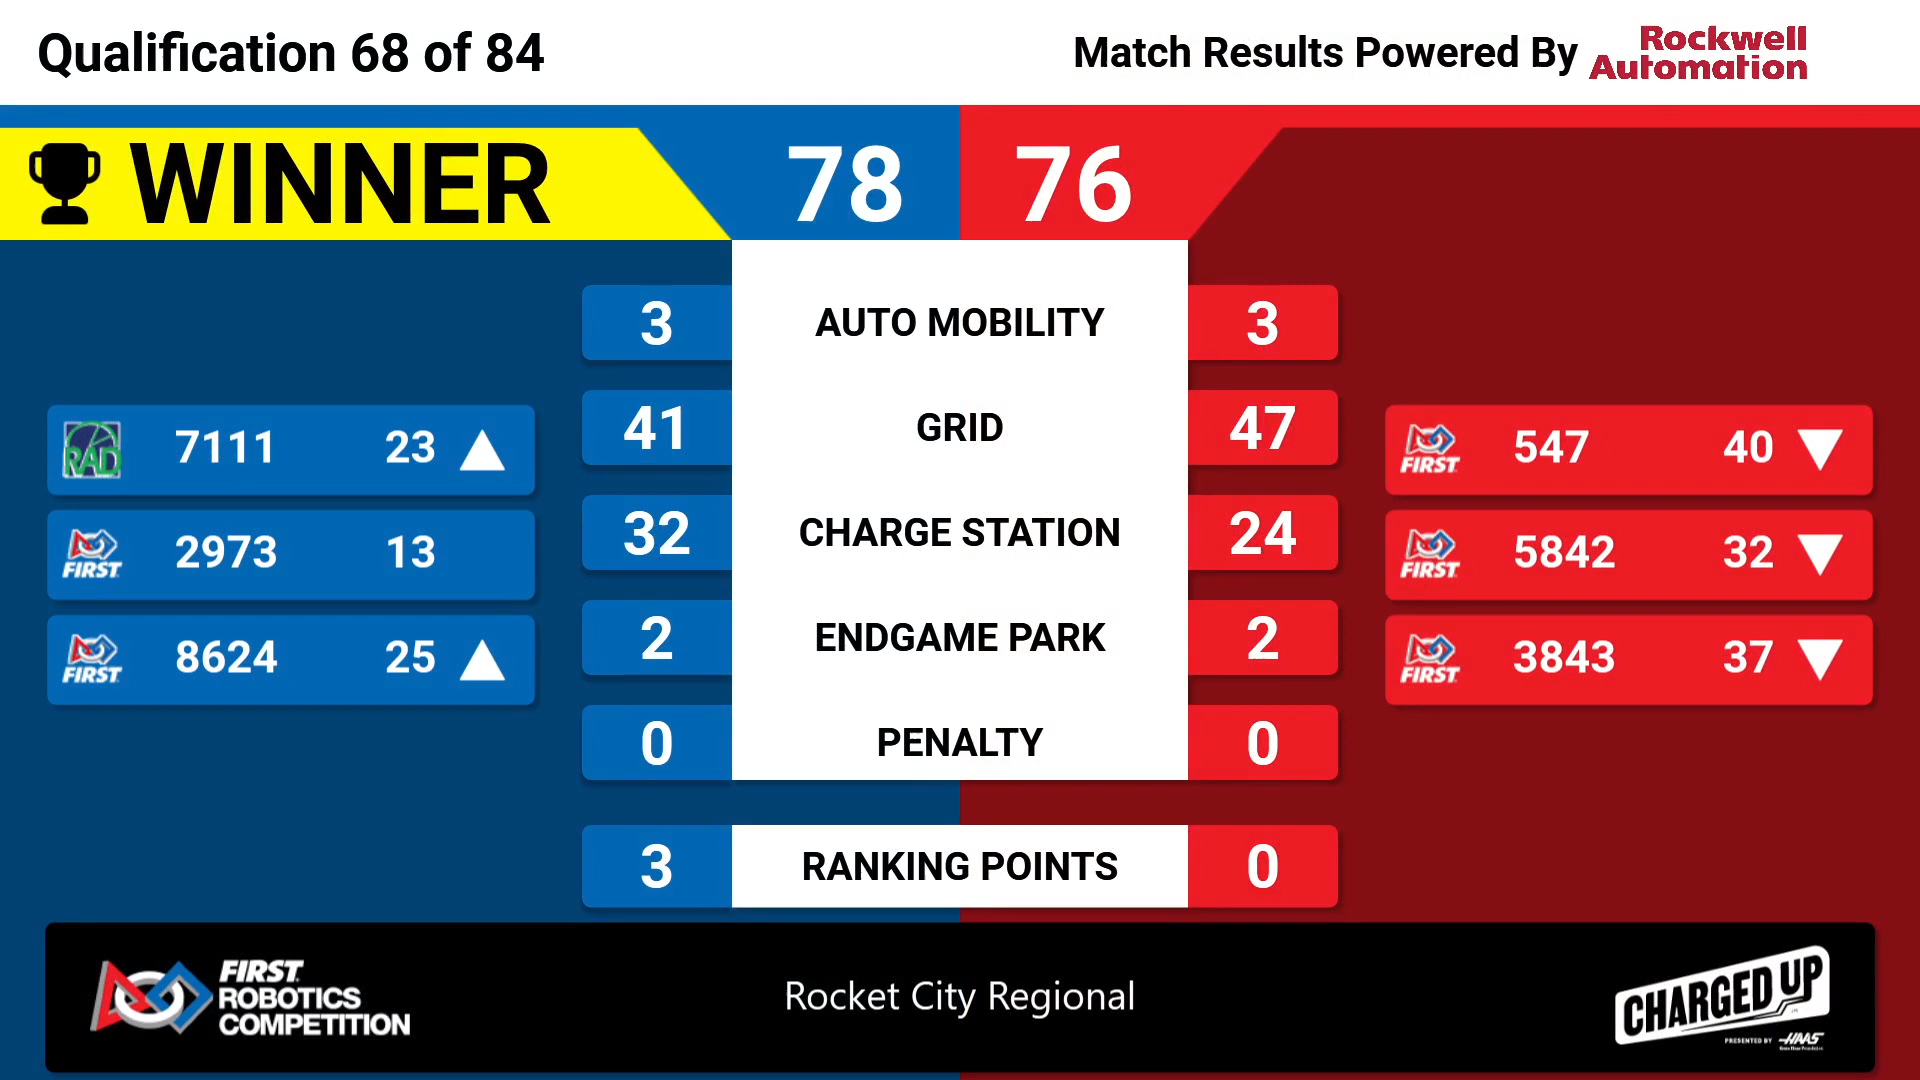 Qualification 68 of 84
Match Results Powered By Rockwell Automation
WINNER 78 76
3 AUTO MOBILITY 3
41 GRID 47
32 CHARGE STATION 24
2 ENDGAME PARK 2
0 PENALTY 0
3 RANKING POINTS 0
RAD 7111 23
FIRST 2973 13
FIRST 8624 25
FIRST 547 40
FIRST 5842 32
FIRST 3843 37
FIRST
ROBOTICS
COMPETITION
Rocket City Regional
CHARGED UP
PRESENTED BY HAAS